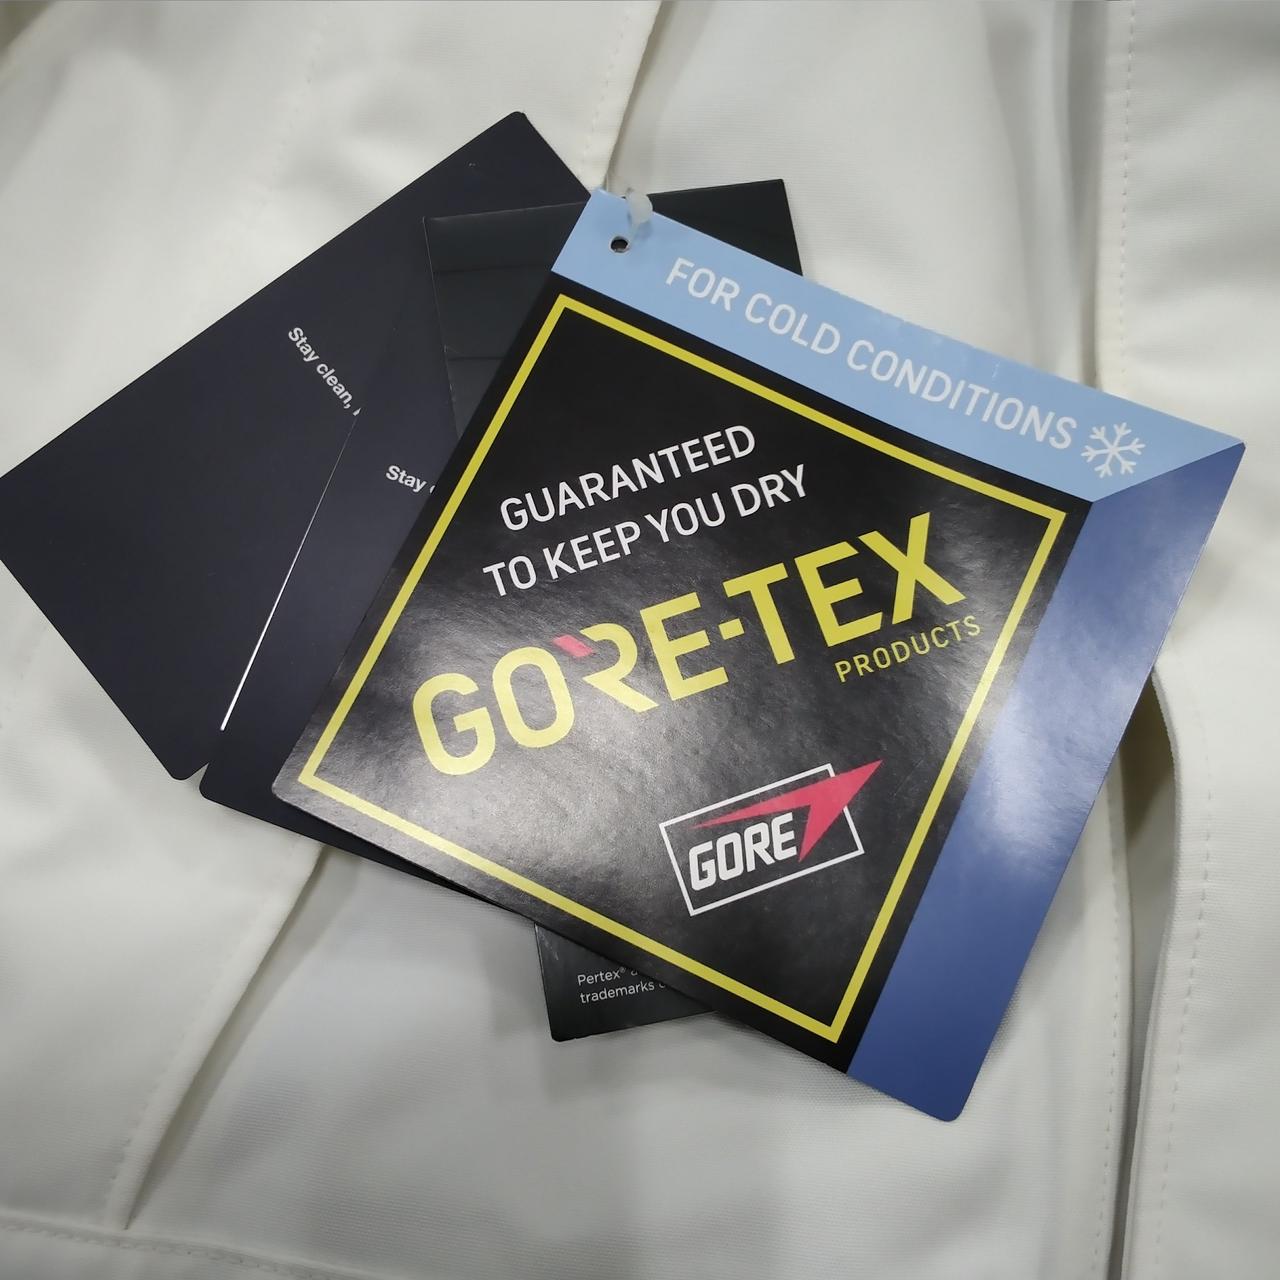 FOR COLD CONDITIONS
GUARANTEED
TO KEEP YOU DRY
GORE-TEX
PRODUCTS
GORE
Stay clean,
Stay
Pertex®
trademarks